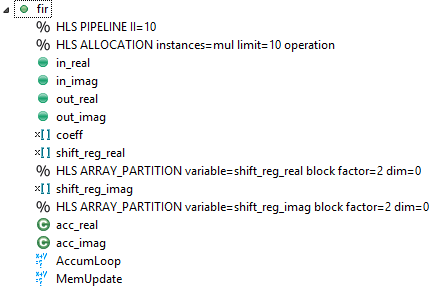 fir
% HLS PIPELINE II=10
% HLS ALLOCATION instances=mul limit=10 operation
in_real
in_imag
out_real
out_imag
x[] coeff
x[] shift_reg_real
% HLS ARRAY_PARTITION variable=shift_reg_real block factor=2 dim=0
x[] shift_reg_imag
% HLS ARRAY_PARTITION variable=shift_reg_imag block factor=2 dim=0
acc_real
acc_imag
AccumLoop
MemUpdate